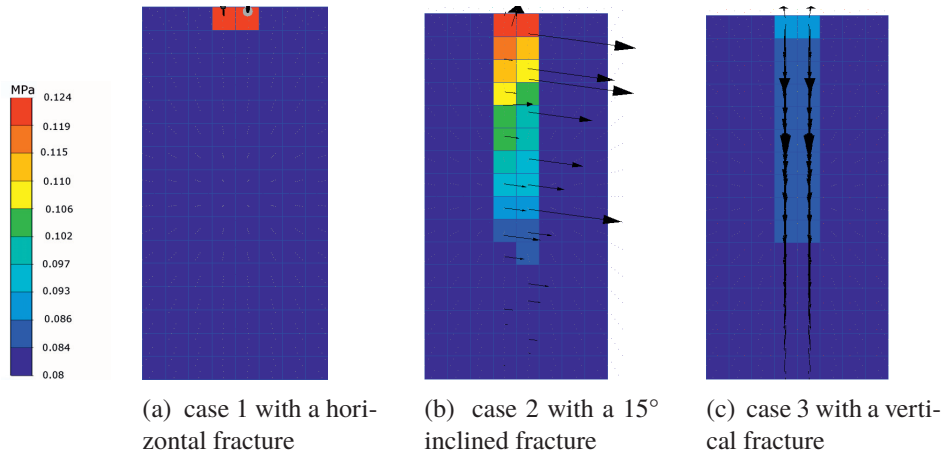 MPa
0.124
0.119
0.115
0.110
0.106
0.102
0.097
0.093
0.086
0.084
0.08
(a) case 1 with a hori-
zontal fracture
(b) case 2 with a 15°
inclined fracture
(c) case 3 with a verti-
cal fracture